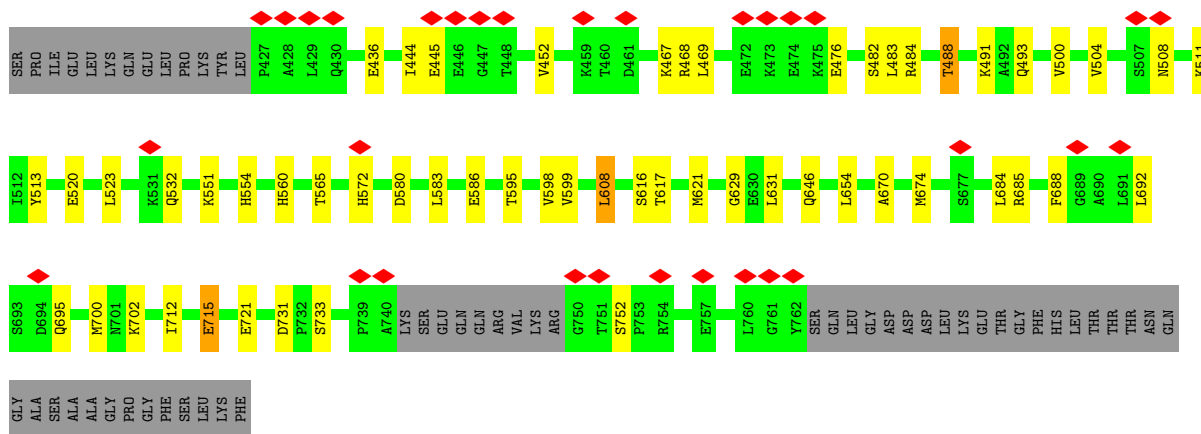 SER PRO ILE GLU LEU LYS GLN GLU LEU PRO LYS TYR LEU P427 A428 L429 Q430 E436 I444 E445 E446 G447 T448 V452 K459 T460 D461 K467 R468 L469 E472 K473 E474 K475 E476 S482 L483 R484 T488 K491 A492 Q493 V500 V504 S507 N508 K511
I512 Y513 E520 L523 K531 Q532 K551 H554 H560 T565 H572 D580 L583 E586 T595 V598 V599 L608 S616 T617 M621 G629 E630 L631 Q646 L654 A670 M674 S677 L684 R685 F688 G689 A690 L691 L692
S693 D694 Q695 M700 N701 K702 I712 E715 E721 D731 P732 S733 P739 A740 LYS SER GLU GLN GLN ARG VAL LYS ARG G750 T751 S752 P753 R754 E757 L760 G761 Y762 SER GLN LEU GLY ASP ASP ASP LEU LYS GLU THR GLY PHE HIS LEU THR THR THR ASN GLN
GLY ALA SER ALA ALA GLY PRO GLY PHE SER LEU LYS PHE